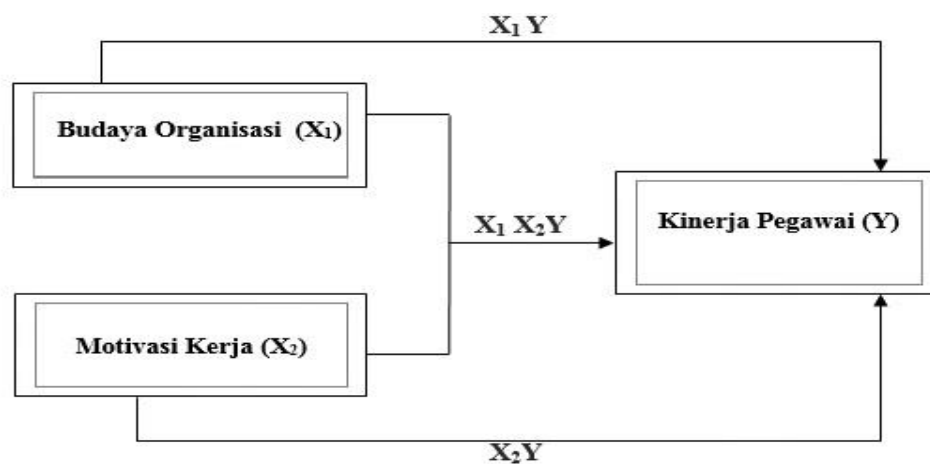 X₁ Y
Budaya Organisasi (X₁)
X₁ X₂Y
Kinerja Pegawai (Y)
Motivasi Kerja (X₂)
X₂Y